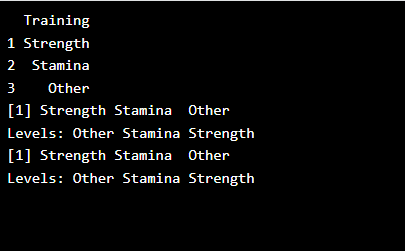 Training
1 Strength
2  Stamina
3    Other
[1] Strength Stamina  Other
Levels: Other Stamina Strength
[1] Strength Stamina  Other
Levels: Other Stamina Strength